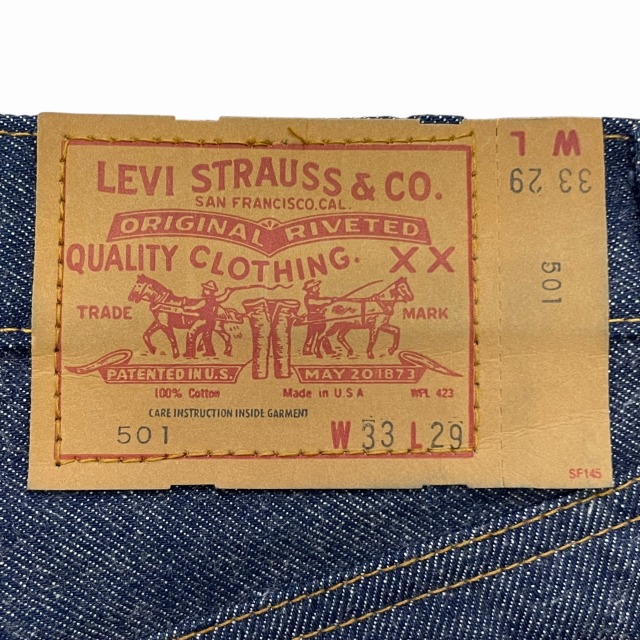 LEVI STRAUSS & CO.
SAN FRANCISCO, CAL.
ORIGINAL RIVETED
QUALITY CLOTHING. XX
TRADE MARK
PATENTED IN U.S. MAY 20 1873
100% Cotton Made in U S A WPL 423
CARE INSTRUCTION INSIDE GARMENT
501 W 33 L 29
W L
33 29
501
SF145